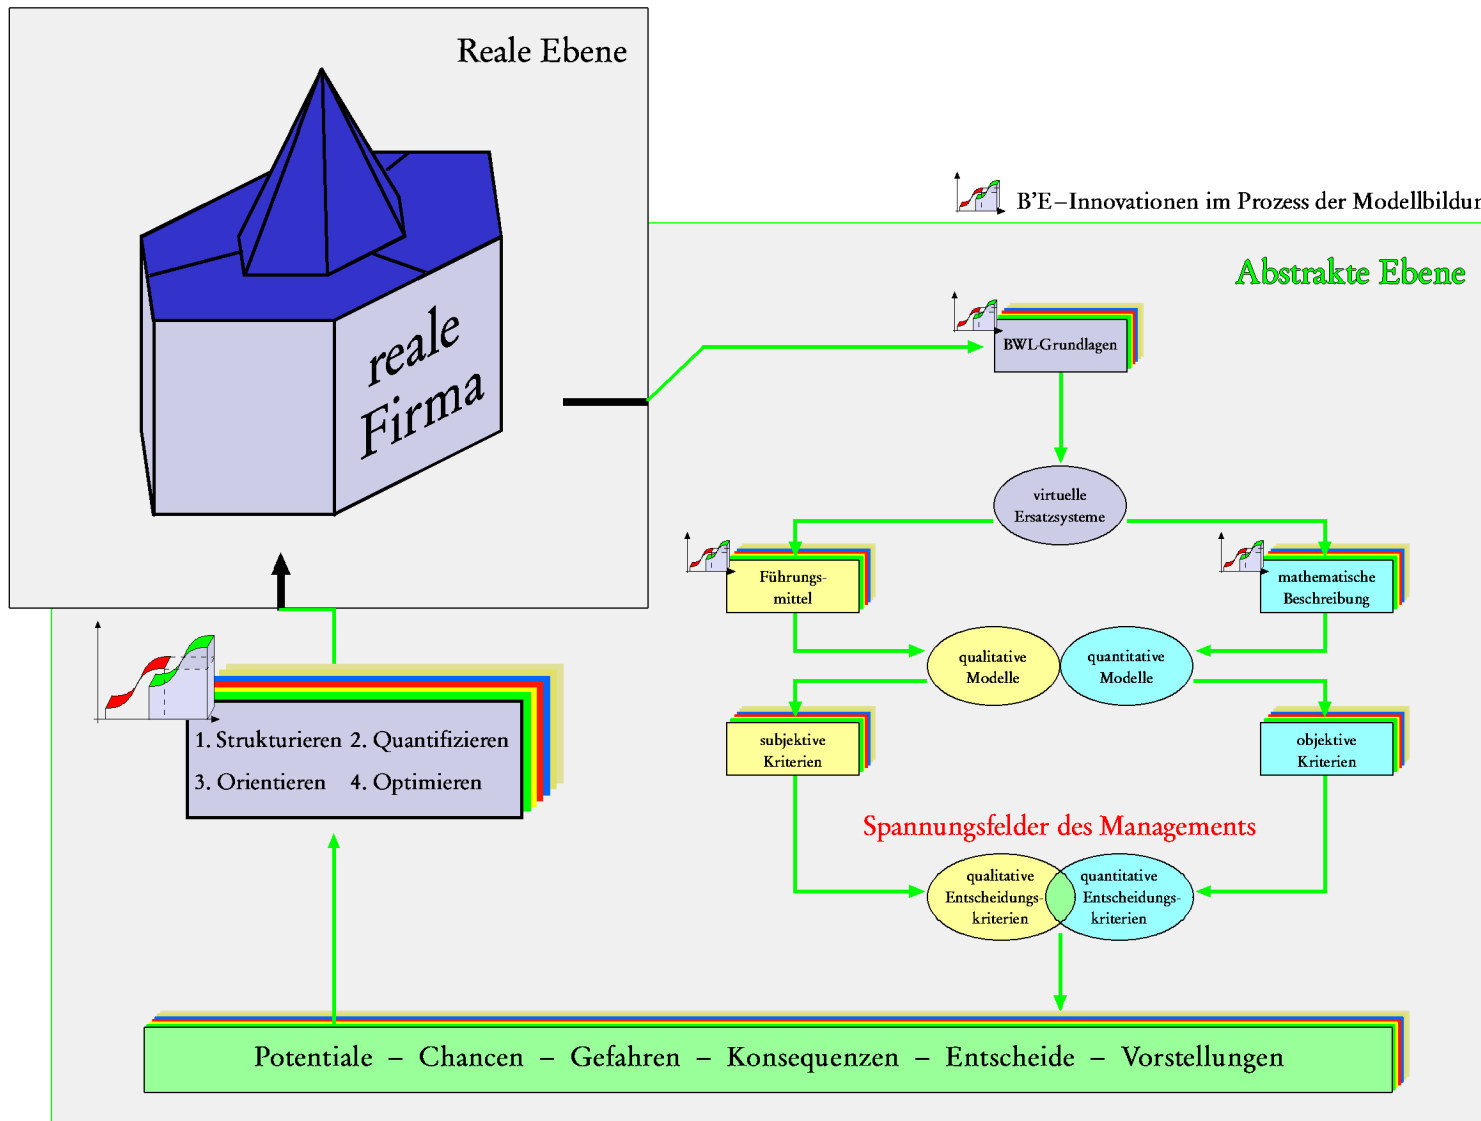 Reale Ebene
B'E–Innovationen im Prozess der Modellbildun
Abstrakte Ebene
reale
Firma
BWL-Grundlagen
virtuelle
Ersatzsysteme
Führungs-
mittel
mathematische
Beschreibung
qualitative
Modelle
quantitative
Modelle
1. Strukturieren 2. Quantifizieren
3. Orientieren 4. Optimieren
subjektive
Kriterien
objektive
Kriterien
Spannungsfelder des Managements
qualitative
Entscheidungs-
kriterien
quantitative
Entscheidungs-
kriterien
Potentiale – Chancen – Gefahren – Konsequenzen – Entscheide – Vorstellungen